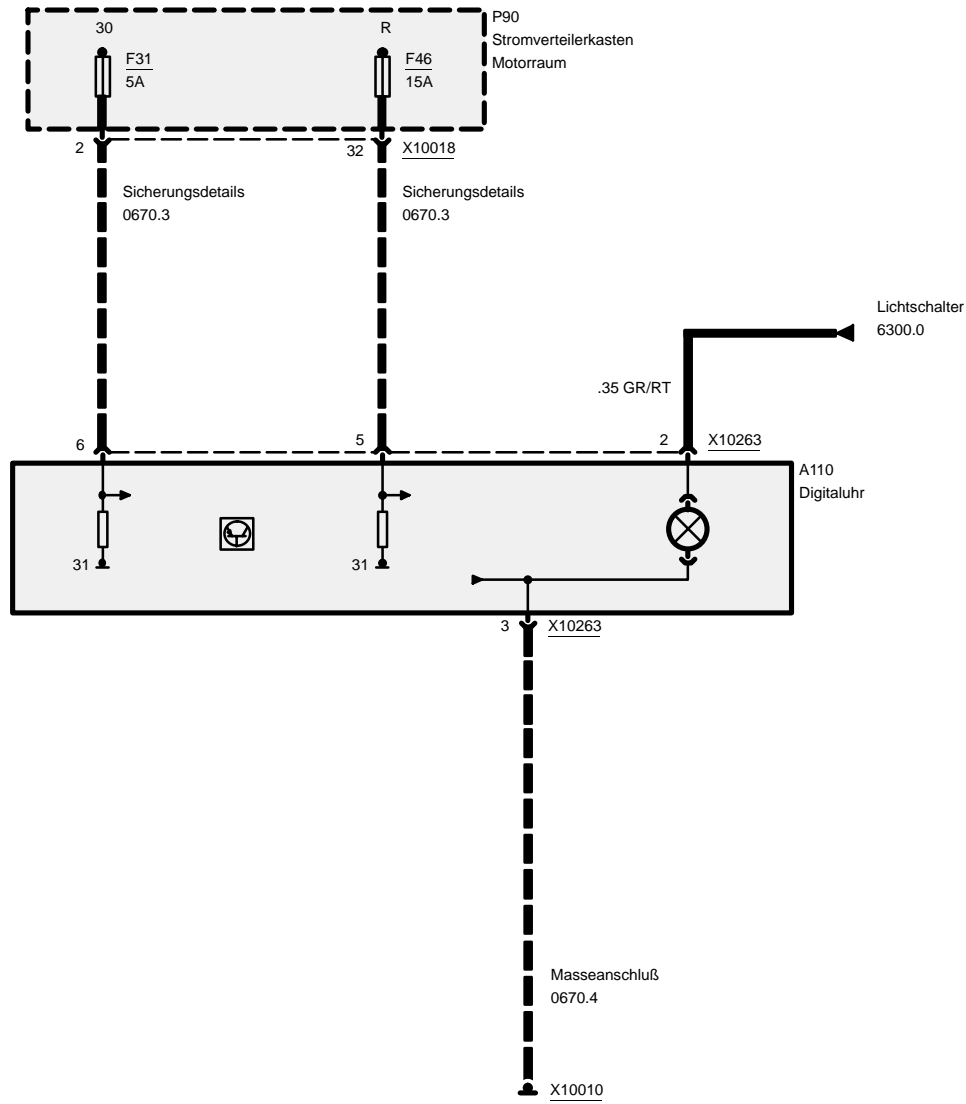 P90
Stromverteilerkasten
Motorraum
30
R
F31
5A
F46
15A
2
32
X10018
Sicherungsdetails
0670.3
Sicherungsdetails
0670.3
Lichtschalter
6300.0
.35 GR/RT
6
5
2
X10263
A110
Digitaluhr
31
31
3
X10263
Masseanschluß
0670.4
X10010